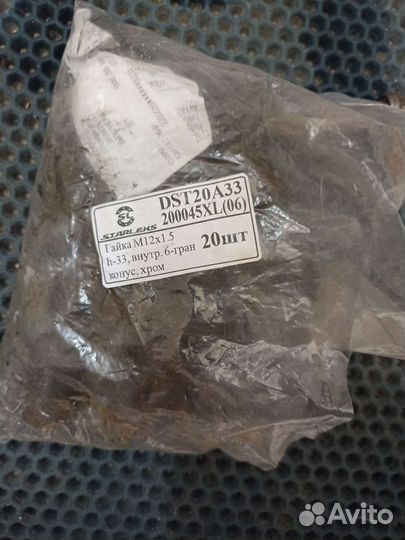 DST20A33
200045XL(06)
STARLEKS
Гайка М12х1.5
h-33, внутр. 6-гран
конус, хром
20шт
Avito